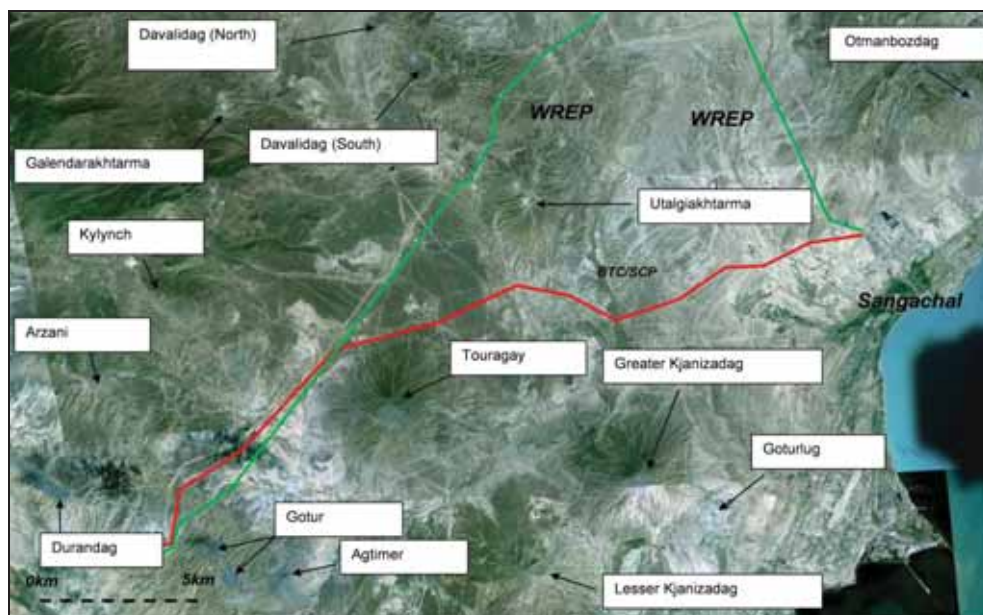 Davalidag (North)
Otmanbozdag
WREP
WREP
Davalidag (South)
Galendarakhtarma
Utalgiakhtarma
Kylynch
BTC/SCP
Sangachal
Arzani
Touragay
Greater Kjanizadag
Goturlug
Gotur
Durandag
Agtimer
0km
5km
Lesser Kjanizadag